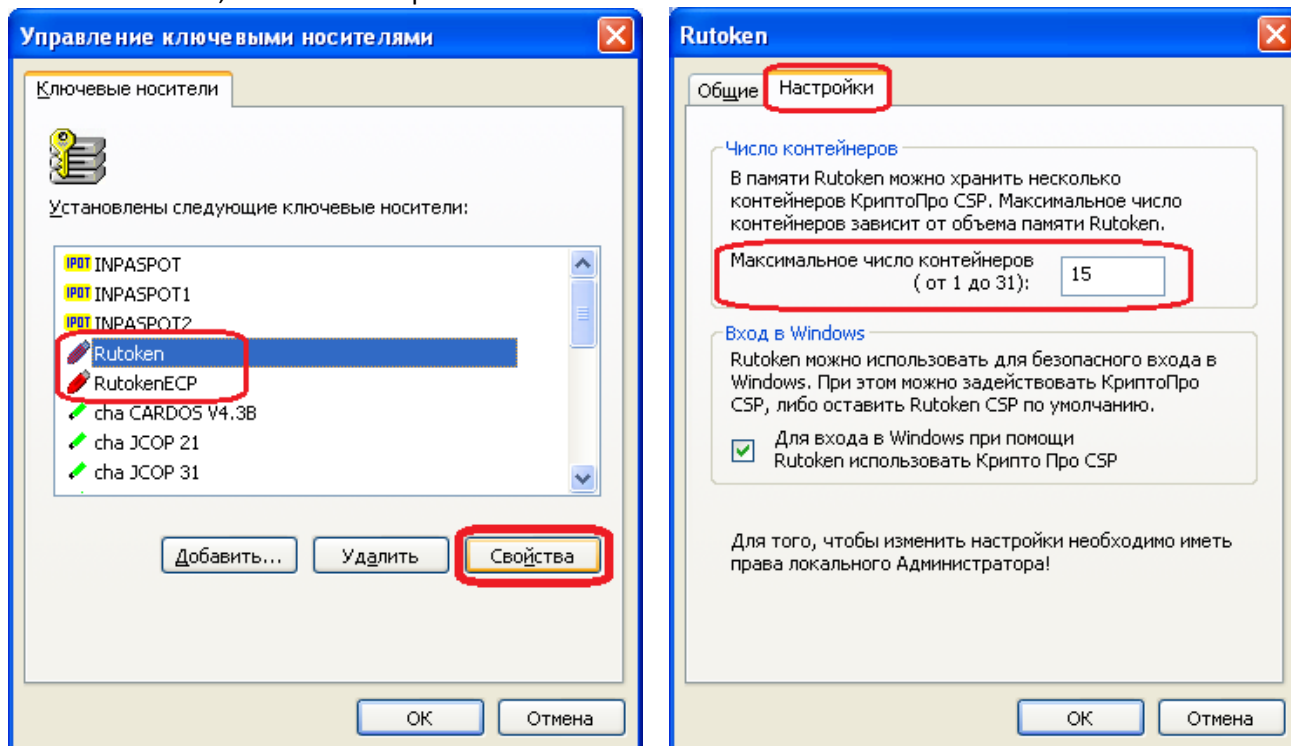 Управление ключевыми носителями
Ключевые носители
Установлены следующие ключевые носители:
IPOT INPASPOT
IPOT INPASPOT1
IPOT INPASPOT2
Rutoken
RutokenECP
cha CARDOS V4.3B
cha JCOP 21
cha JCOP 31
Добавить...
Удалить
Свойства
ОК
Отмена
Rutoken
Общие
Настройки
Число контейнеров
В памяти Rutoken можно хранить несколько
контейнеров КриптоПро CSP. Максимальное число
контейнеров зависит от объема памяти Rutoken.
Максимальное число контейнеров
( от 1 до 31):
15
Вход в Windows
Rutoken можно использовать для безопасного входа в
Windows. При этом можно задействовать КриптоПро
CSP, либо оставить Rutoken CSP по умолчанию.
Для входа в Windows при помощи
Rutoken использовать Крипто Про CSP
Для того, чтобы изменить настройки необходимо иметь
права локального Администратора!
ОК
Отмена